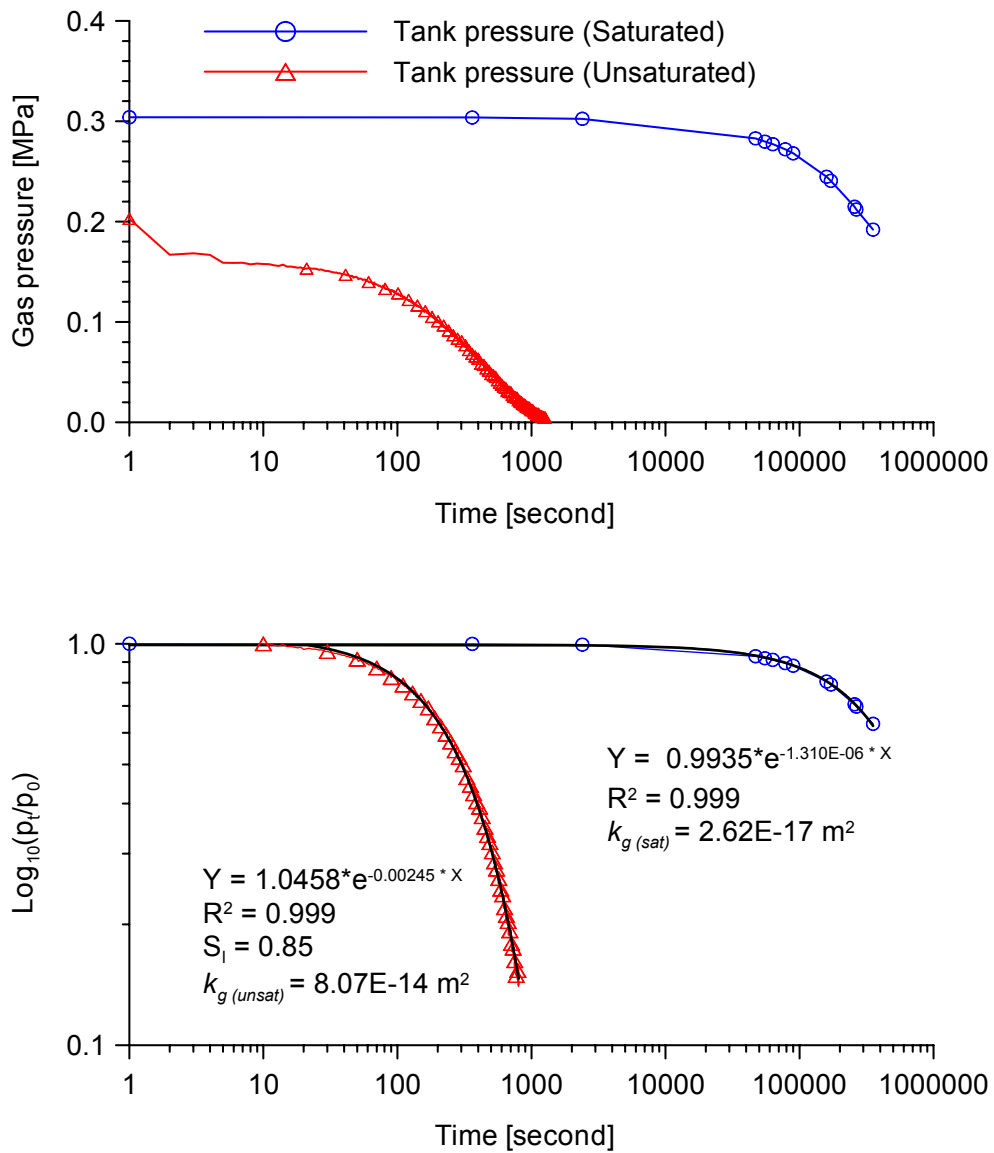 Tank pressure (Saturated)
Tank pressure (Unsaturated)
Gas pressure [MPa]
0.4
0.3
0.2
0.1
0.0
1 10 100 1000 10000 100000 1000000
Time [second]
Log₁₀(pₜ/p₀)
1.0
0.1
Y = 0.9935*e^-1.310E-06 * X
R² = 0.999
k_g (sat) = 2.62E-17 m²
Y = 1.0458*e^-0.00245 * X
R² = 0.999
S_l = 0.85
k_g (unsat) = 8.07E-14 m²
1 10 100 1000 10000 100000 1000000
Time [second]